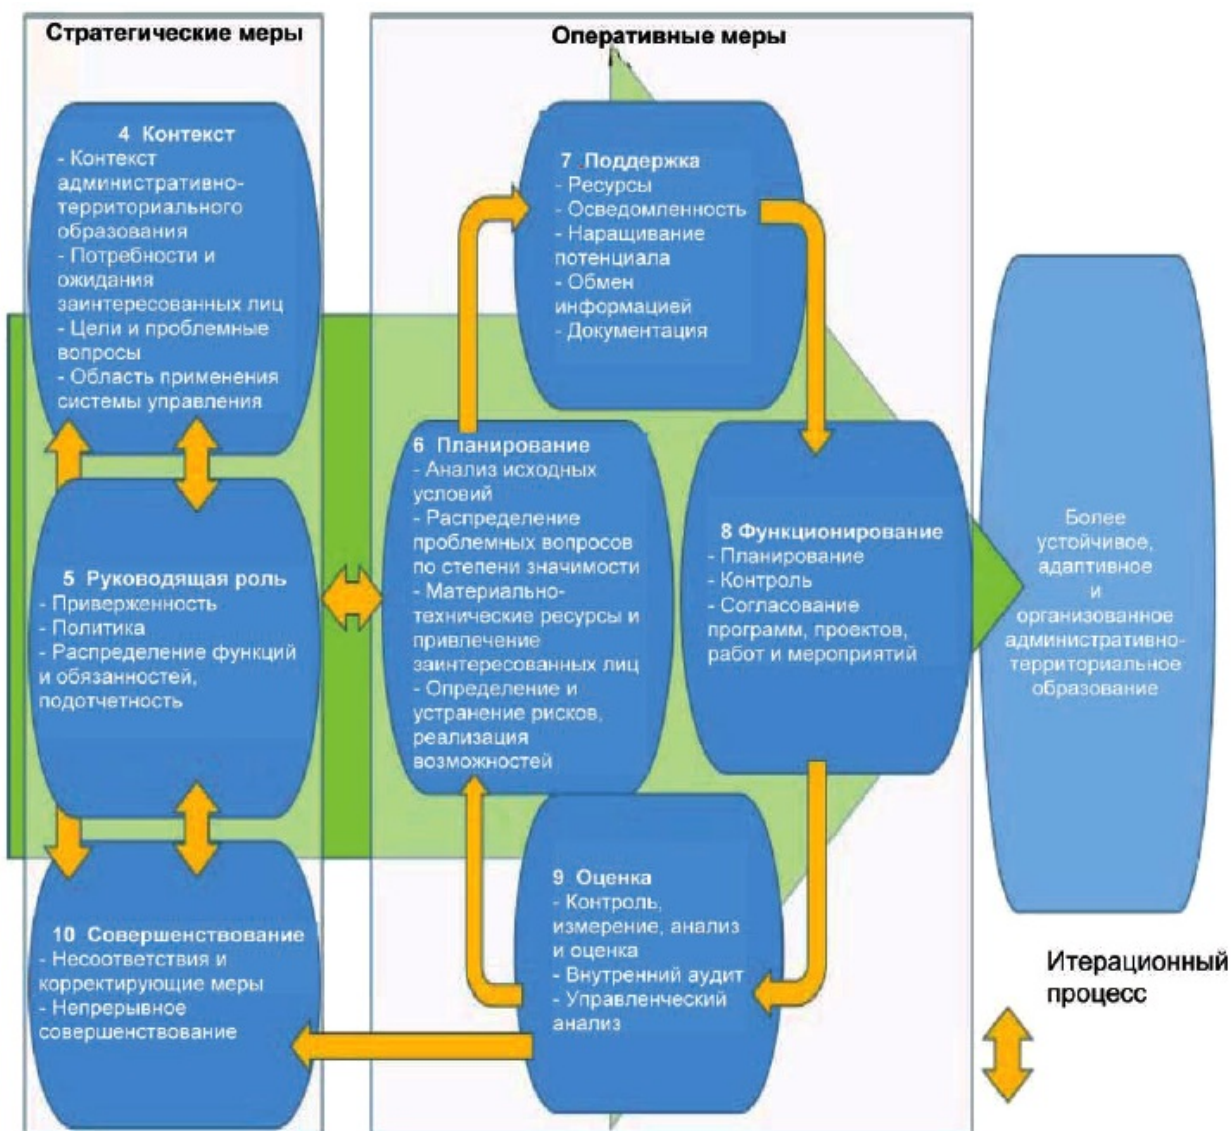 Стратегические меры
4 Контекст
- Контекст
административно-
территориального
образования
- Потребности и
ожидания
заинтересованных лиц
- Цели и проблемные
вопросы
- Область применения
системы управления
5 Руководящая роль
- Приверженность
- Политика
- Распределение функций
и обязанностей,
подотчетность
10 Совершенствование
- Несоответствия и
корректирующие меры
- Непрерывное
совершенствование
Оперативные меры
7 Поддержка
- Ресурсы
- Осведомленность
- Наращивание
потенциала
- Обмен
информацией
- Документация
6 Планирование
- Анализ исходных
условий
- Распределение
проблемных вопросов
по степени значимости
- Материально-
технические ресурсы и
привлечение
заинтересованных лиц
- Определение и
устранение рисков,
реализация
возможностей
8 Функционирование
- Планирование
- Контроль
- Согласование
программ, проектов,
работ и мероприятий
9 Оценка
- Контроль,
измерение, анализ
и оценка
- Внутренний аудит
- Управленческий
анализ
Более
устойчивое,
адаптивное
и
организованное
административно-
территориальное
образование
Итерационный
процесс